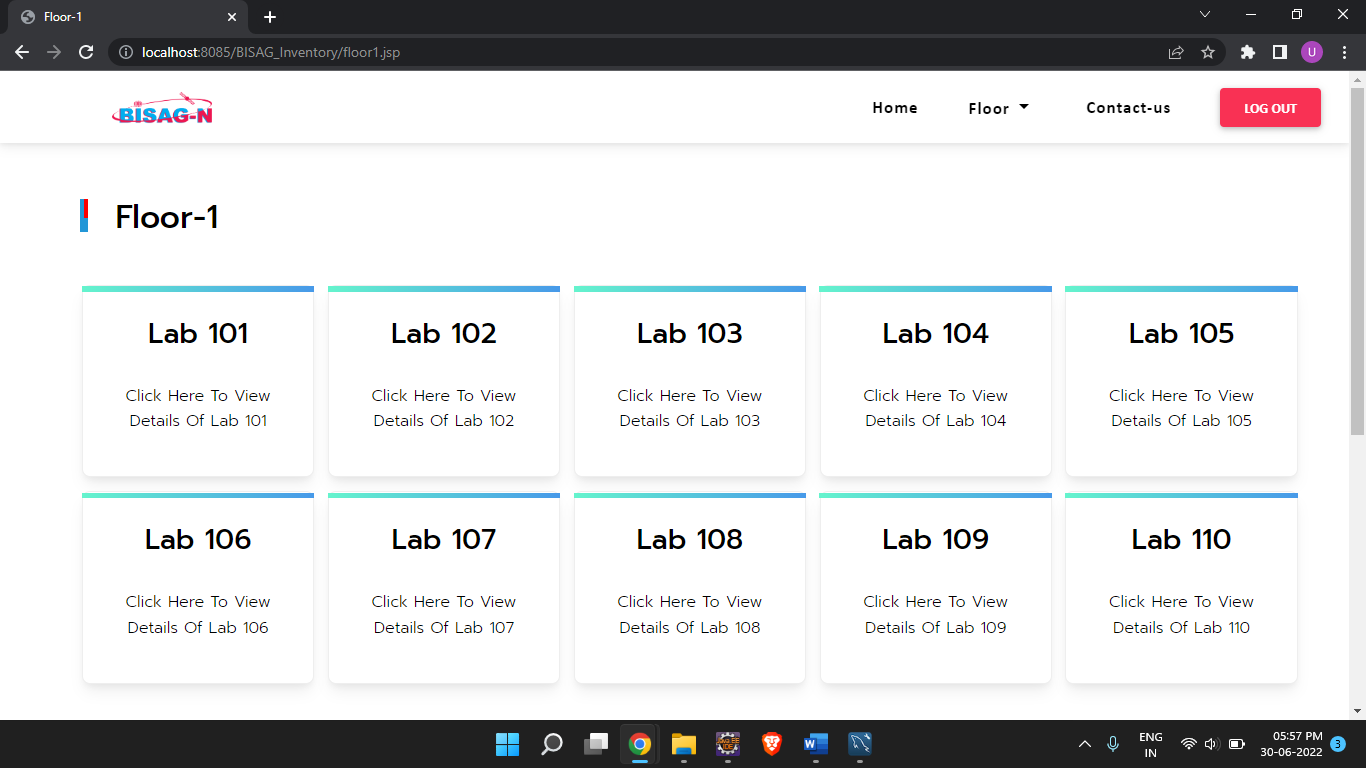 Floor-1
localhost:8085/BISAG_Inventory/floor1.jsp
U
BISAG-N
Home Floor Contact-us LOG OUT
Floor-1
Lab 101 Lab 102 Lab 103 Lab 104 Lab 105
Click Here To View Click Here To View Click Here To View Click Here To View Click Here To View
Details Of Lab 101 Details Of Lab 102 Details Of Lab 103 Details Of Lab 104 Details Of Lab 105
Lab 106 Lab 107 Lab 108 Lab 109 Lab 110
Click Here To View Click Here To View Click Here To View Click Here To View Click Here To View
Details Of Lab 106 Details Of Lab 107 Details Of Lab 108 Details Of Lab 109 Details Of Lab 110
ENG 05:57 PM
IN 30-06-2022 3
W